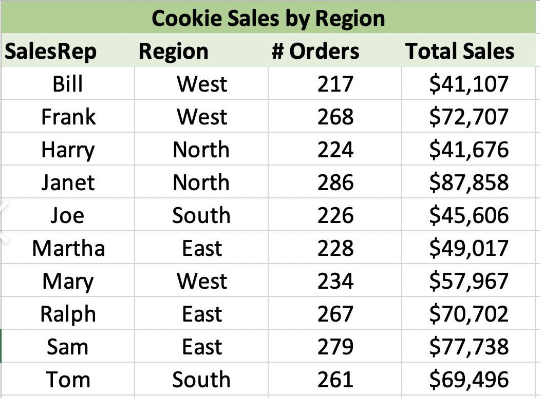 Cookie Sales by Region
SalesRep Region # Orders Total Sales
Bill West 217 $41,107
Frank West 268 $72,707
Harry North 224 $41,676
Janet North 286 $87,858
Joe South 226 $45,606
Martha East 228 $49,017
Mary West 234 $57,967
Ralph East 267 $70,702
Sam East 279 $77,738
Tom South 261 $69,496